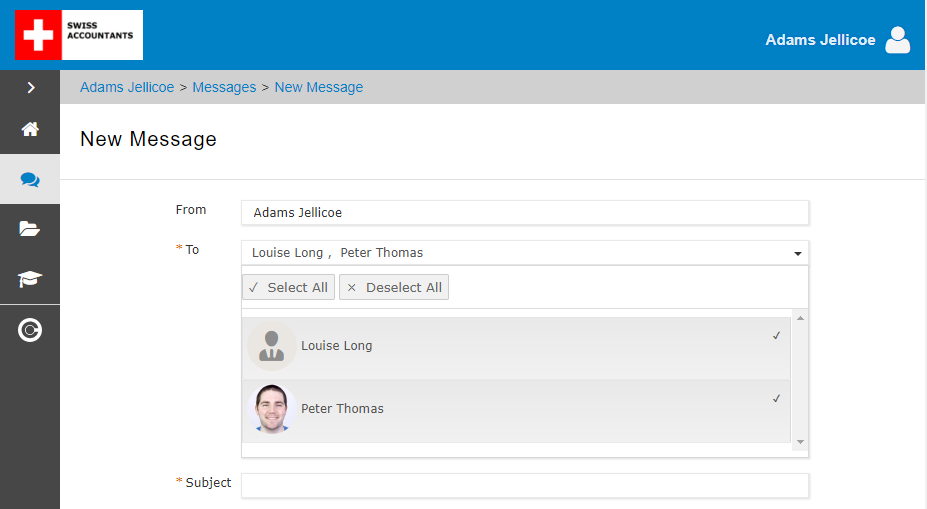 SWISS
ACCOUNTANTS
Adams Jellicoe
Adams Jellicoe > Messages > New Message
New Message
From
Adams Jellicoe
* To
Louise Long , Peter Thomas
✓ Select All
× Deselect All
Louise Long ✓
Peter Thomas ✓
* Subject